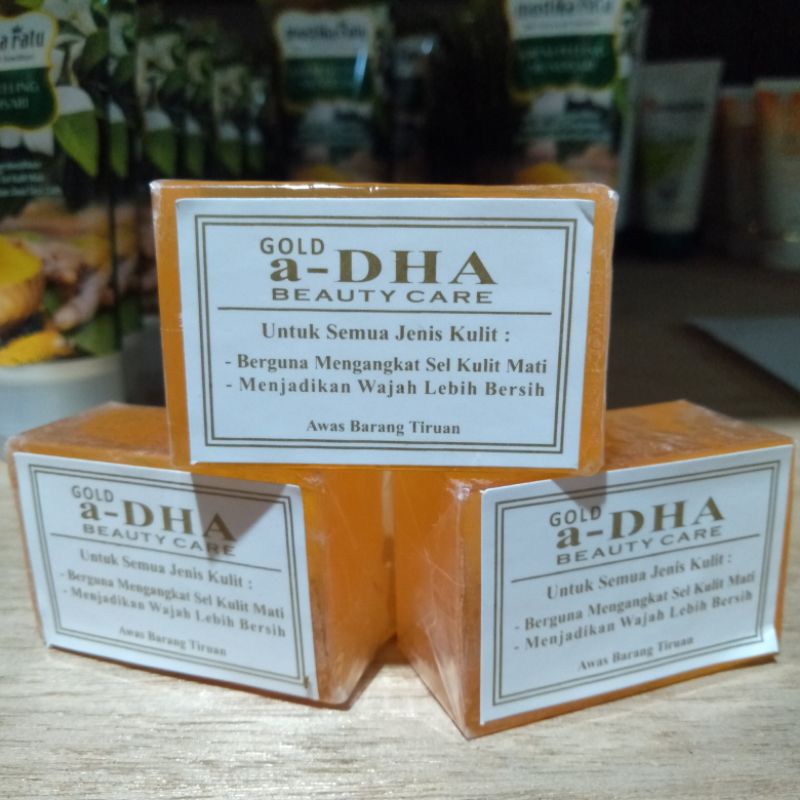 GOLD
a-DHA
BEAUTY CARE
Untuk Semua Jenis Kulit :
- Berguna Mengangkat Sel Kulit Mati
- Menjadikan Wajah Lebih Bersih
Awas Barang Tiruan
GOLD
a-DHA
BEAUTY CARE
Untuk Semua Jenis Kulit :
- Berguna Mengangkat Sel Kulit Mati
- Menjadikan Wajah Lebih Bersih
Awas Barang Tiruan
GOLD
a-DHA
BEAUTY CARE
Untuk Semua Jenis Kulit :
- Berguna Mengangkat Sel Kulit Mati
- Menjadikan Wajah Lebih Bersih
Awas Barang Tiruan